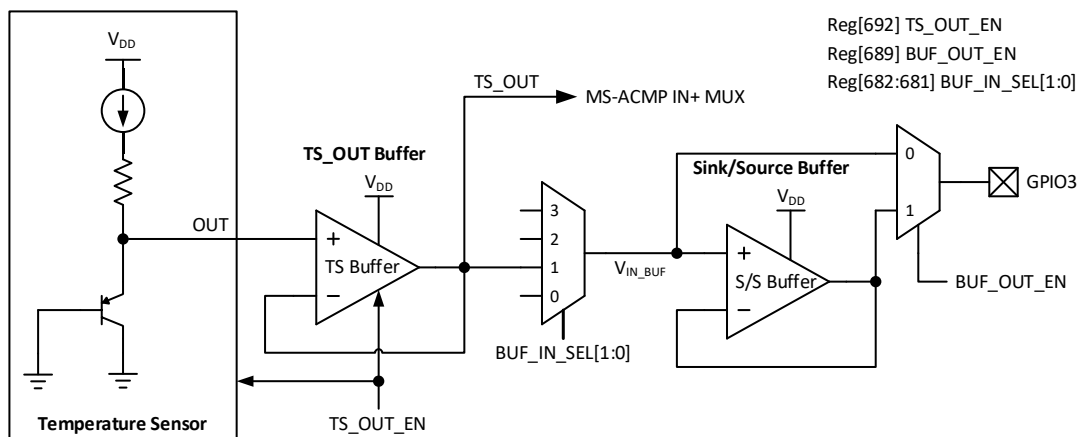 Reg[692] TS_OUT_EN
Reg[689] BUF_OUT_EN
Reg[682:681] BUF_IN_SEL[1:0]
VDD
TS_OUT
MS-ACMP IN+ MUX
TS_OUT Buffer
VDD
Sink/Source Buffer
VDD
0
1
GPIO3
OUT
+
TS Buffer
−
3
2
1
0
VIN_BUF
+
S/S Buffer
−
BUF_OUT_EN
BUF_IN_SEL[1:0]
Temperature Sensor
TS_OUT_EN